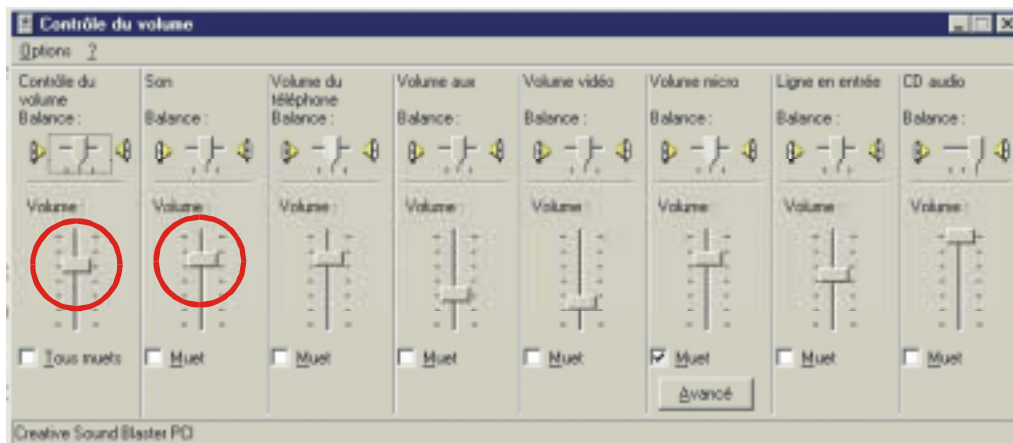 Contrôle du volume
Options ?
Contrôle du volume
Balance :
Volume :
Tous muets
Son
Balance :
Volume :
Muet
Volume du téléphone
Balance :
Volume :
Muet
Volume aux
Balance :
Volume :
Muet
Volume vidéo
Balance :
Volume :
Muet
Volume micro
Balance :
Volume :
Muet
Avancé
Ligne en entrée
Balance :
Volume :
Muet
CD audio
Balance :
Volume :
Muet
Creative Sound Blaster PCI